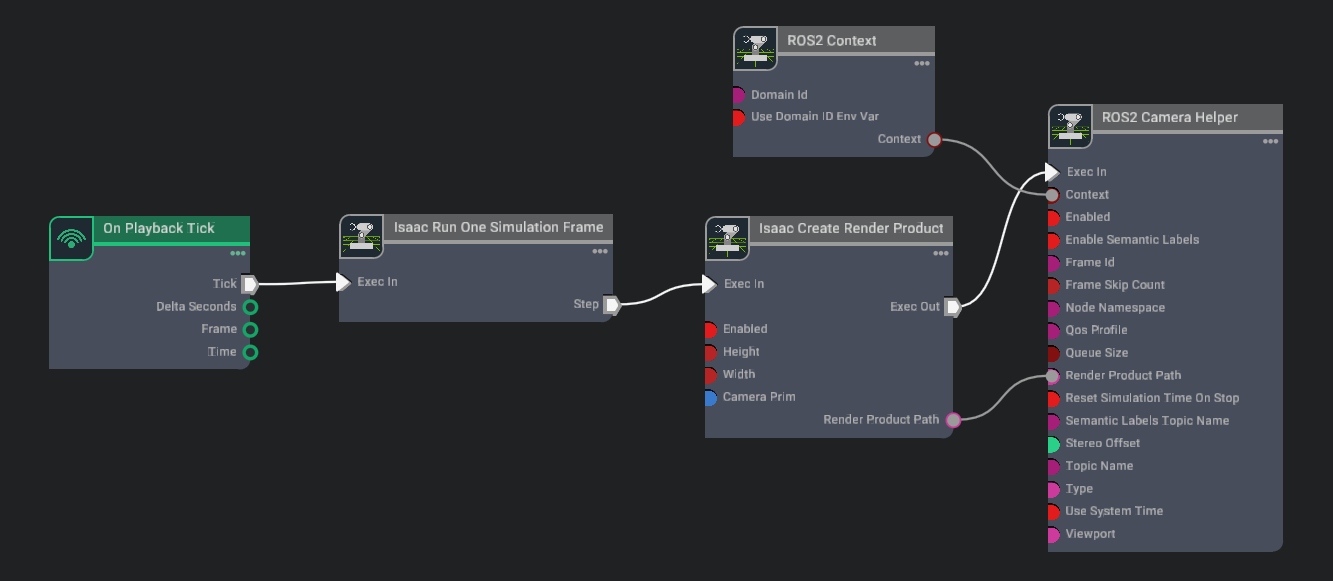 ROS2 Context
Domain Id
Use Domain ID Env Var
Context
ROS2 Camera Helper
Exec In
Context
Enabled
Enable Semantic Labels
Frame Id
Frame Skip Count
Node Namespace
Qos Profile
Queue Size
Render Product Path
Reset Simulation Time On Stop
Semantic Labels Topic Name
Stereo Offset
Topic Name
Type
Use System Time
Viewport
On Playback Tick
Tick
Delta Seconds
Frame
Time
Isaac Run One Simulation Frame
Exec In
Step
Isaac Create Render Product
Exec In
Exec Out
Enabled
Height
Width
Camera Prim
Render Product Path